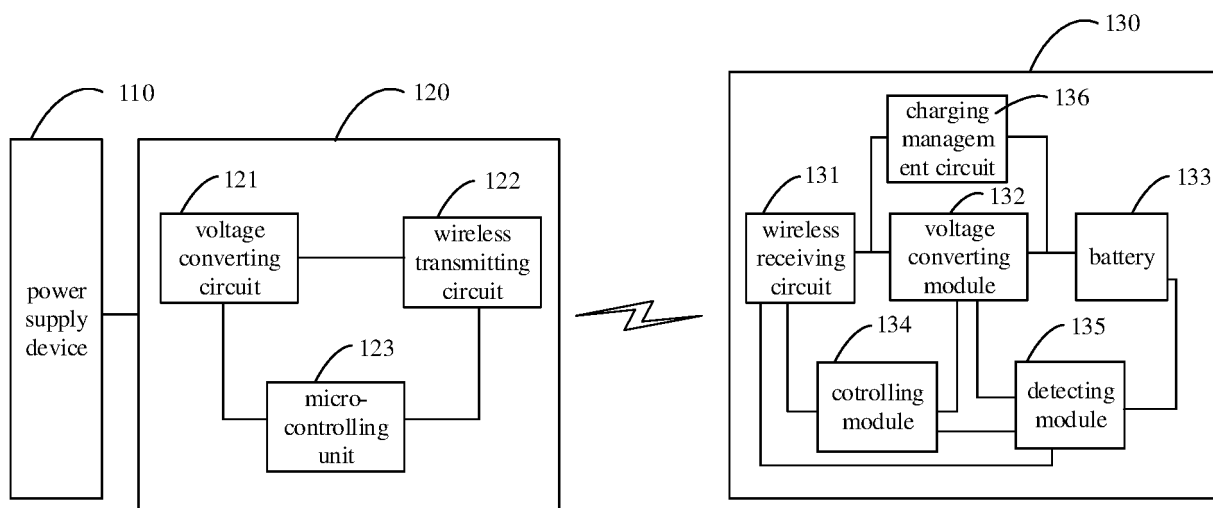 130
110
120
charging
managem
ent circuit
136
121
122
131
132
133
voltage
converting
circuit
wireless
transmitting
circuit
wireless
receiving
circuit
voltage
converting
module
battery
power
supply
device
123
134
135
micro-
controlling
unit
cotrolling
module
detecting
module